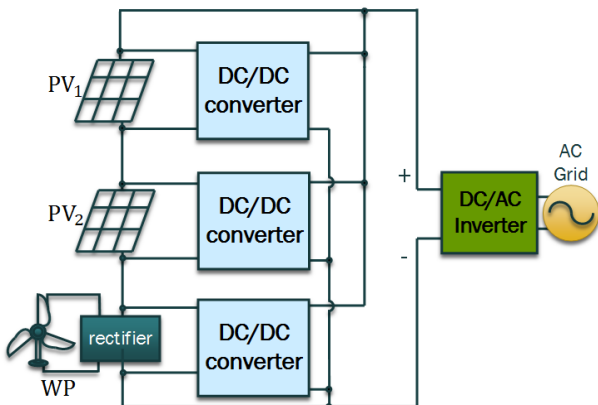 PV₁
DC/DC
converter
PV₂
DC/DC
converter
+
-
DC/AC
Inverter
AC
Grid
WP
rectifier
DC/DC
converter